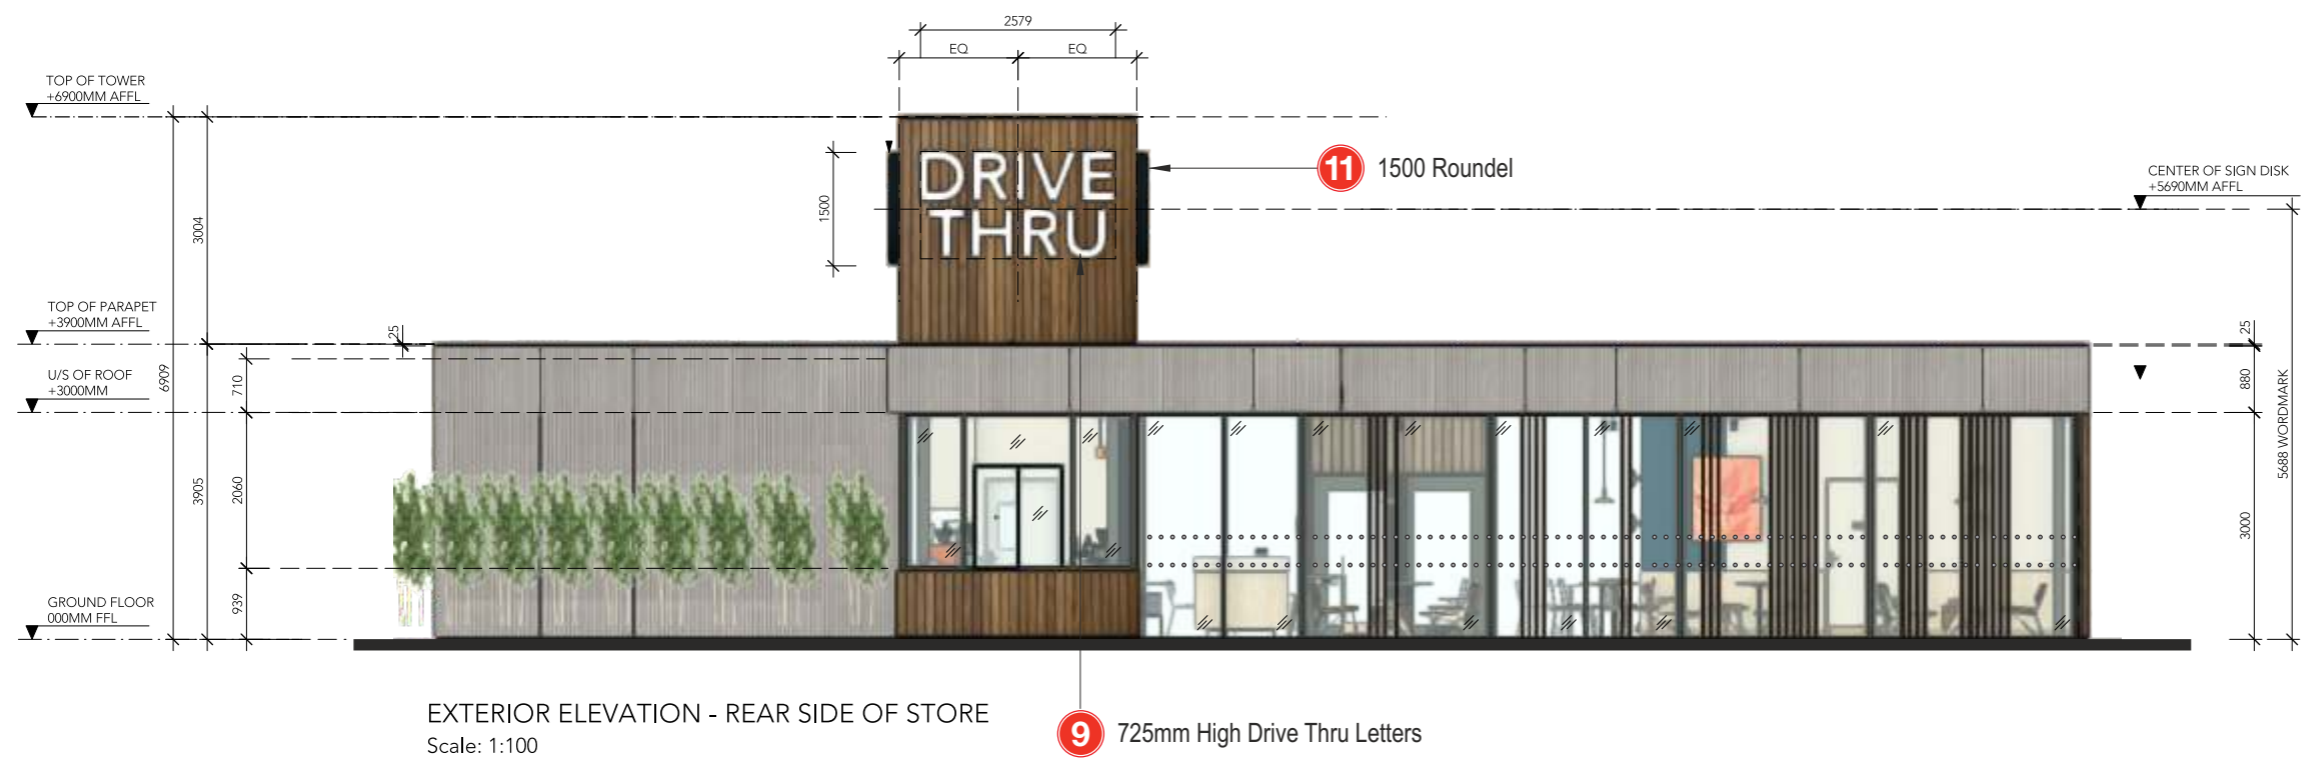 2579
EQ EQ
TOP OF TOWER
+6900MM AFFL
DRIVE
THRU
11 1500 Roundel
CENTER OF SIGN DISK
+5690MM AFFL
1500
3004
TOP OF PARAPET
+3900MM AFFL
25
25
U/S OF ROOF
+3000MM
6909
710
880
5688 WORDMARK
3905
2060
3000
939
GROUND FLOOR
000MM FFL
EXTERIOR ELEVATION - REAR SIDE OF STORE
Scale: 1:100
9 725mm High Drive Thru Letters